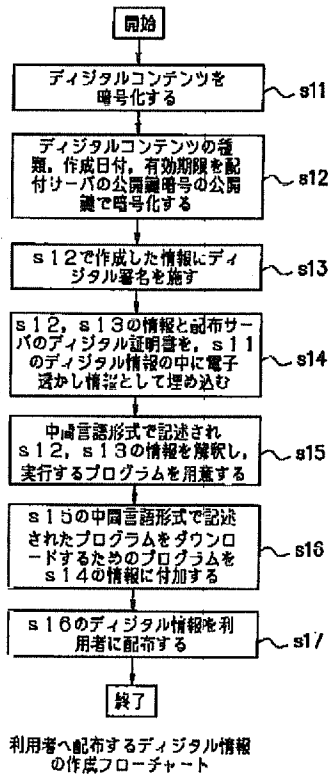 開始
ディジタルコンテンツを
暗号化する
s11
ディジタルコンテンツの種
類，作成日付，有効期限を配
付サーバの公開鍵暗号の公開
鍵で暗号化する
s12
s12で作成した情報にディ
ジタル署名を施す
s13
s12，s13の情報と配布サー
バのディジタル証明書を，s11
のディジタル情報の中に電子
透かし情報として埋め込む
s14
中間言語形式で記述され
s12，s13の情報を解釈し，
実行するプログラムを用意する
s15
s15の中間言語形式で記述
されたプログラムをダウンロ
ードするためのプログラムを
s14の情報に付加する
s16
s16のディジタル情報を利
用者に配布する
s17
終了
利用者へ配布するディジタル情報
の作成フローチャート